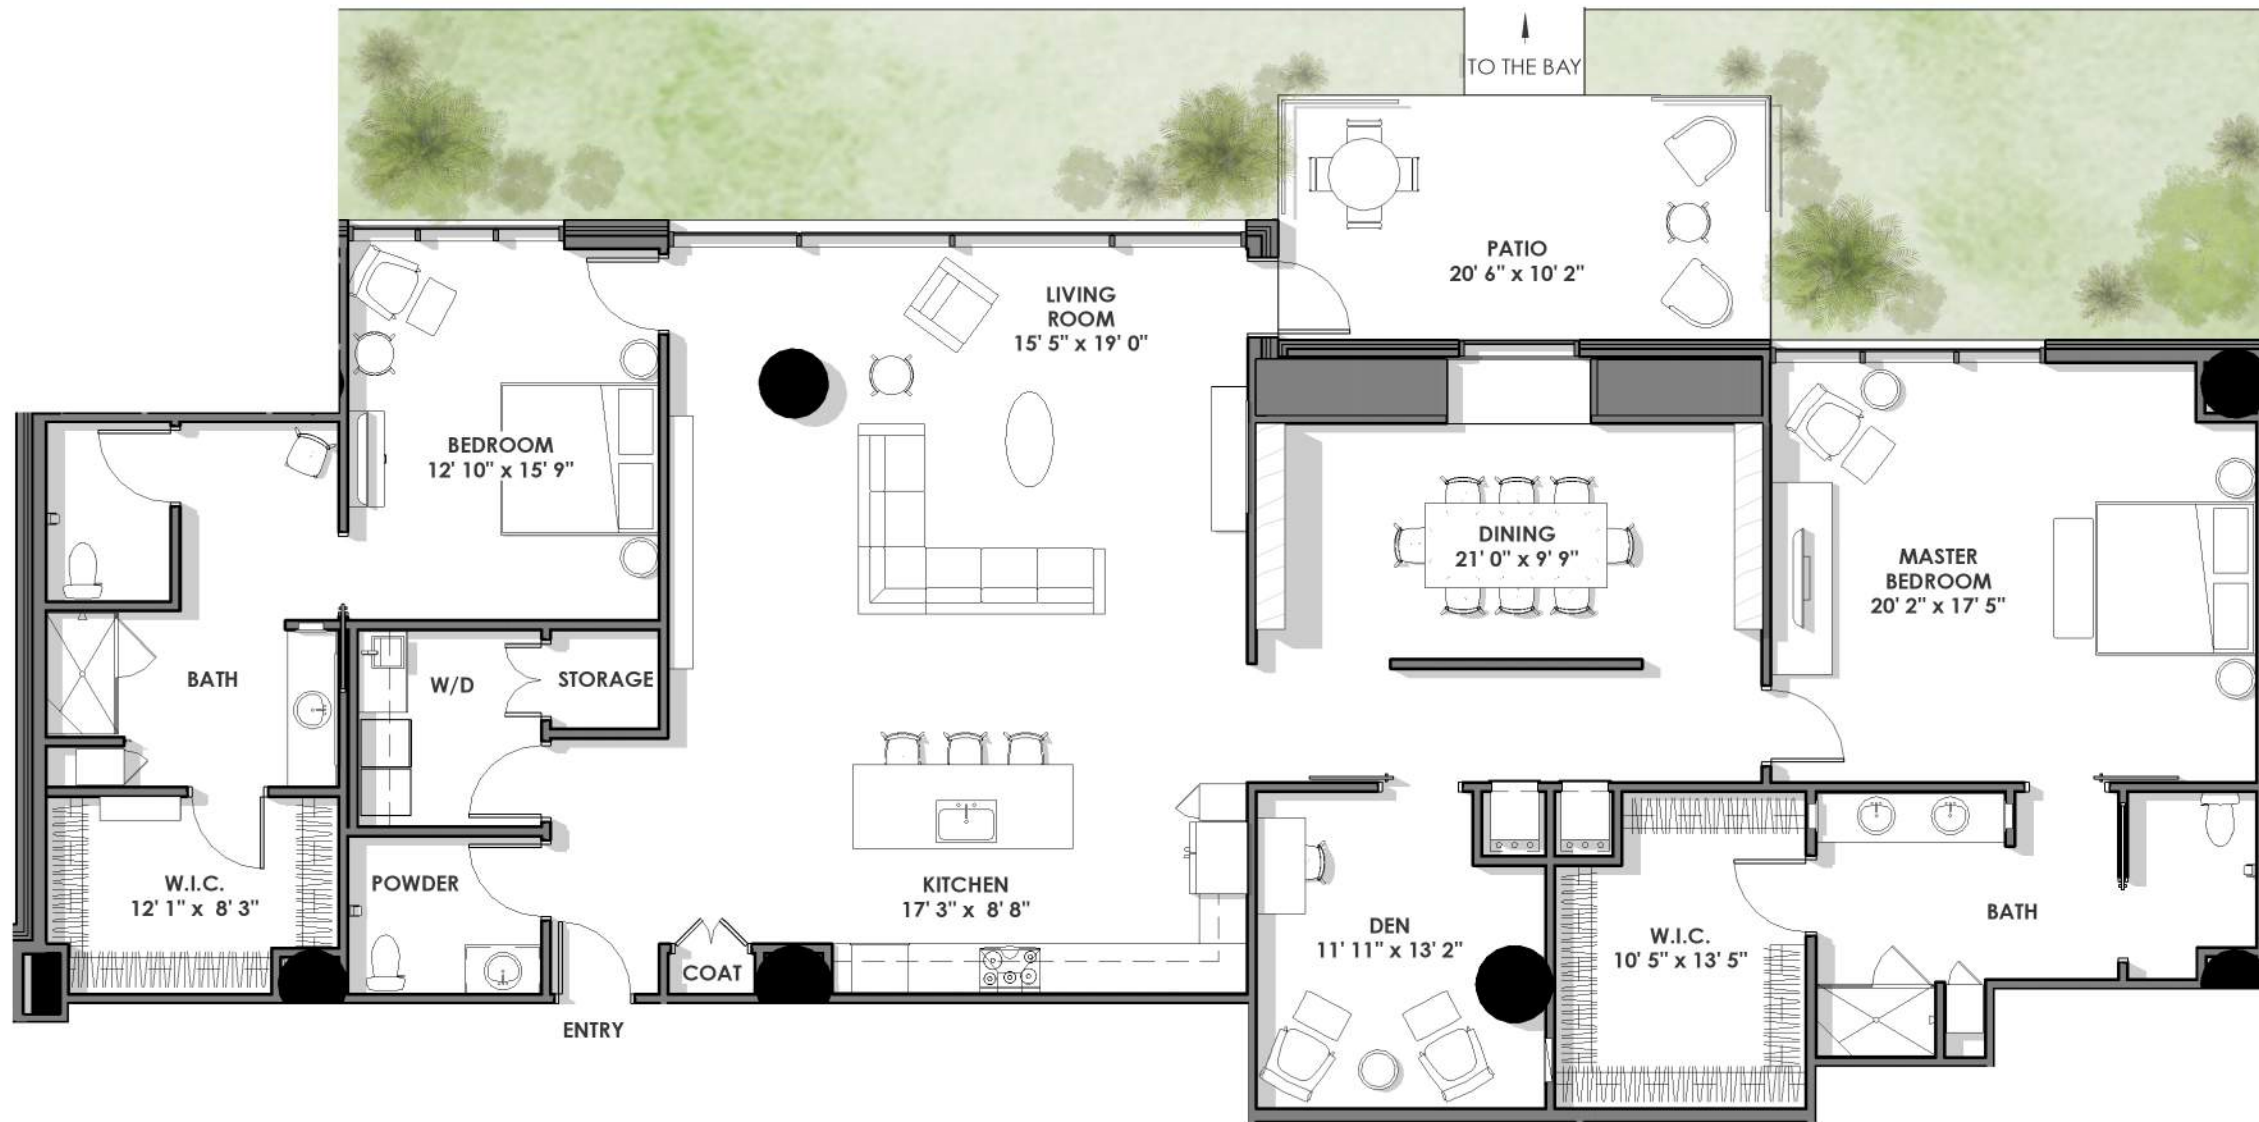 TO THE BAY
PATIO
20' 6" x 10' 2"
LIVING
ROOM
15' 5" x 19' 0"
BEDROOM
12' 10" x 15' 9"
DINING
21' 0" x 9' 9"
MASTER
BEDROOM
20' 2" x 17' 5"
BATH
W/D
STORAGE
W.I.C.
12' 1" x 8' 3"
POWDER
KITCHEN
17' 3" x 8' 8"
DEN
11' 11" x 13' 2"
W.I.C.
10' 5" x 13' 5"
BATH
COAT
ENTRY